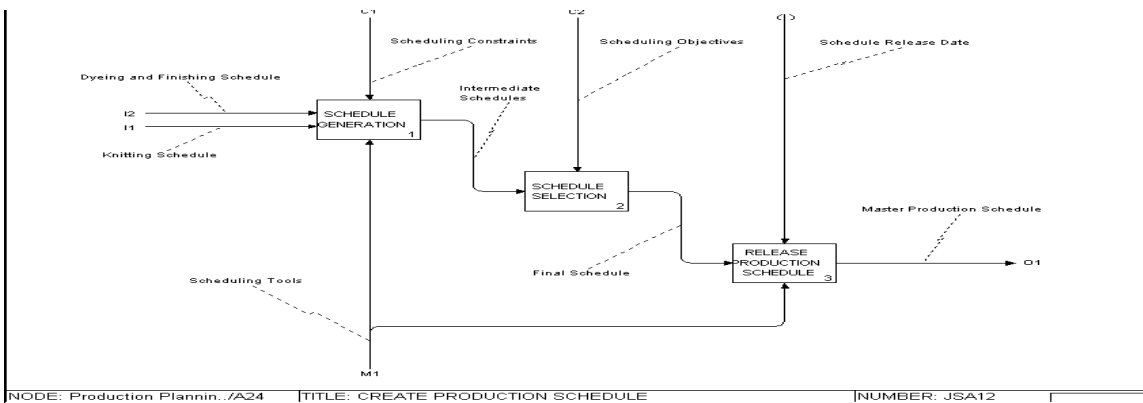 C1
C2
Scheduling Constraints
Scheduling Objectives
Schedule Release Date
Dyeing and Finishing Schedule
Intermediate
Schedules
I2
I1
SCHEDULE
GENERATION
1
Knitting Schedule
SCHEDULE
SELECTION
2
Master Production Schedule
RELEASE
PRODUCTION
SCHEDULE
3
O1
Final Schedule
Scheduling Tools
M1
NODE: Production Plannin../A24
TITLE: CREATE PRODUCTION SCHEDULE
NUMBER: JSA12